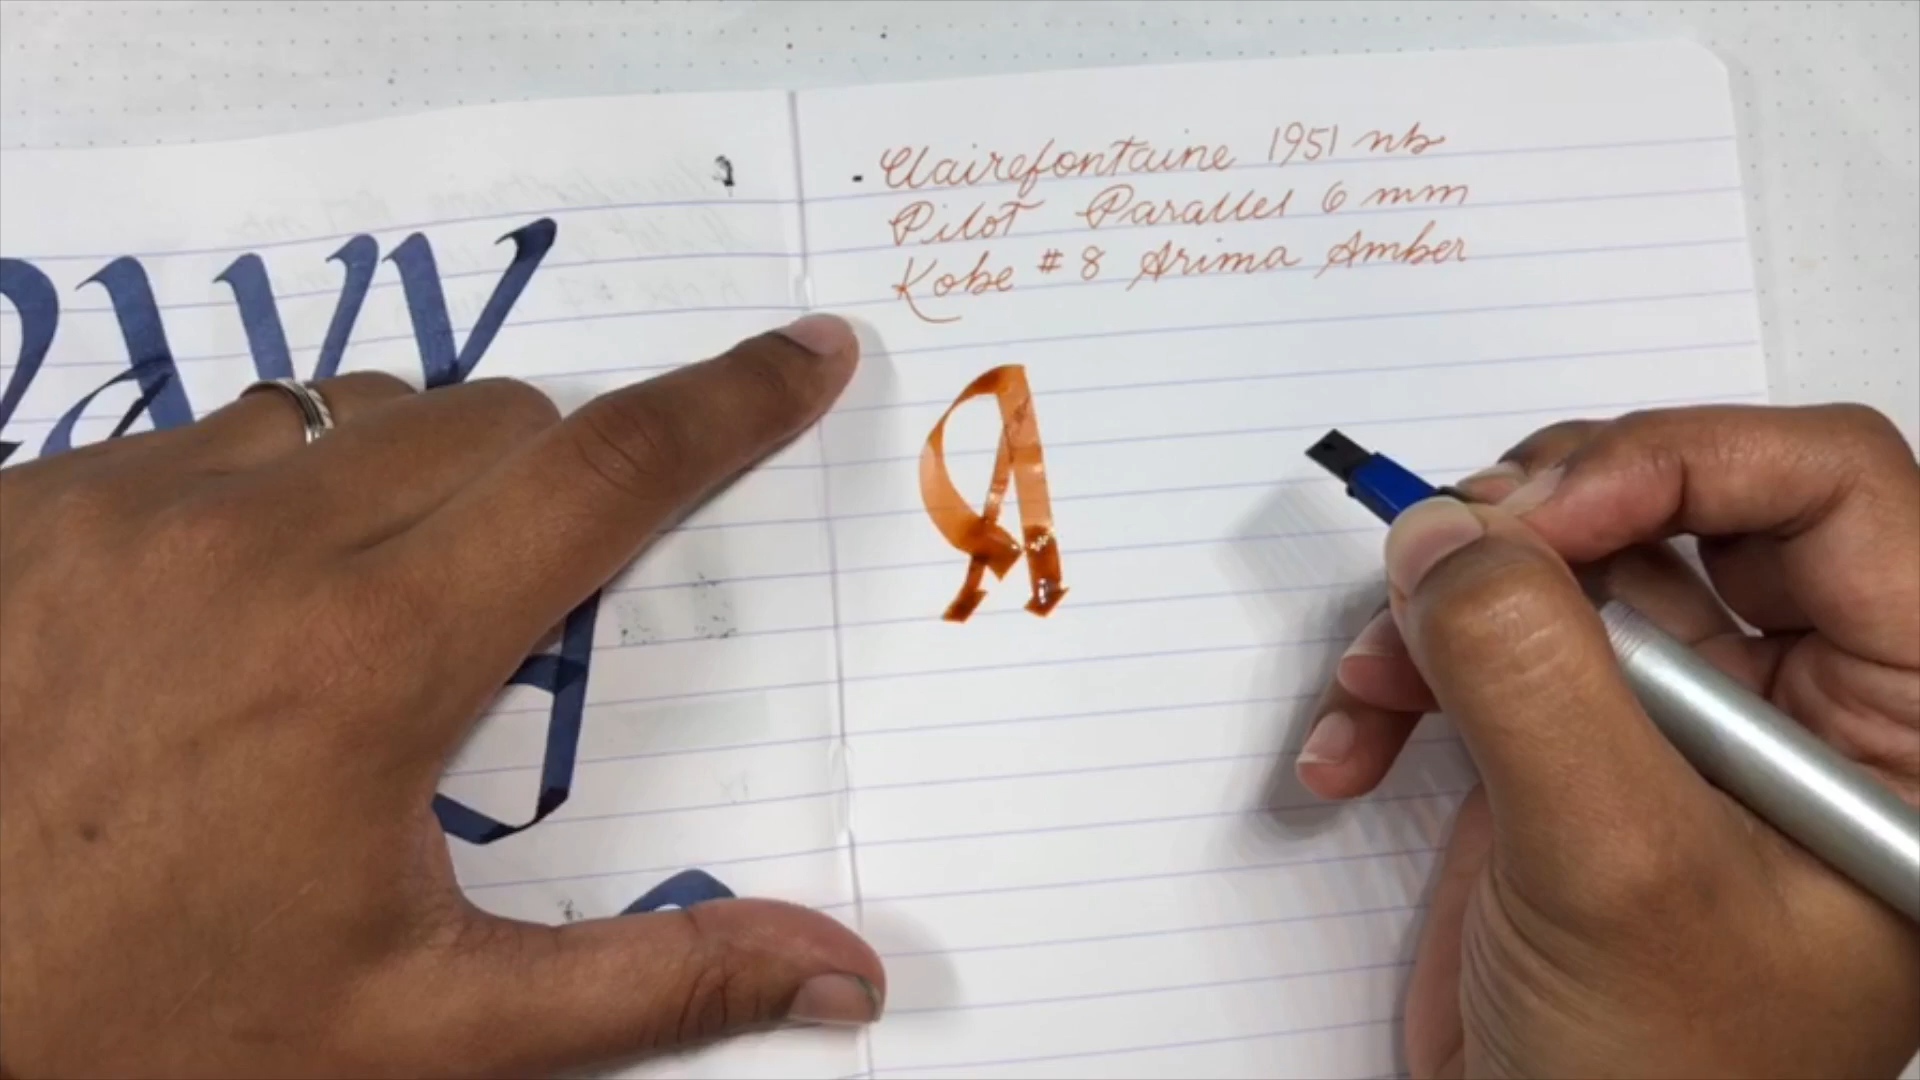 Clairefontaine 1951 nb
Pilot Parallel 6 mm
Kobe # 8 Arima Amber
A